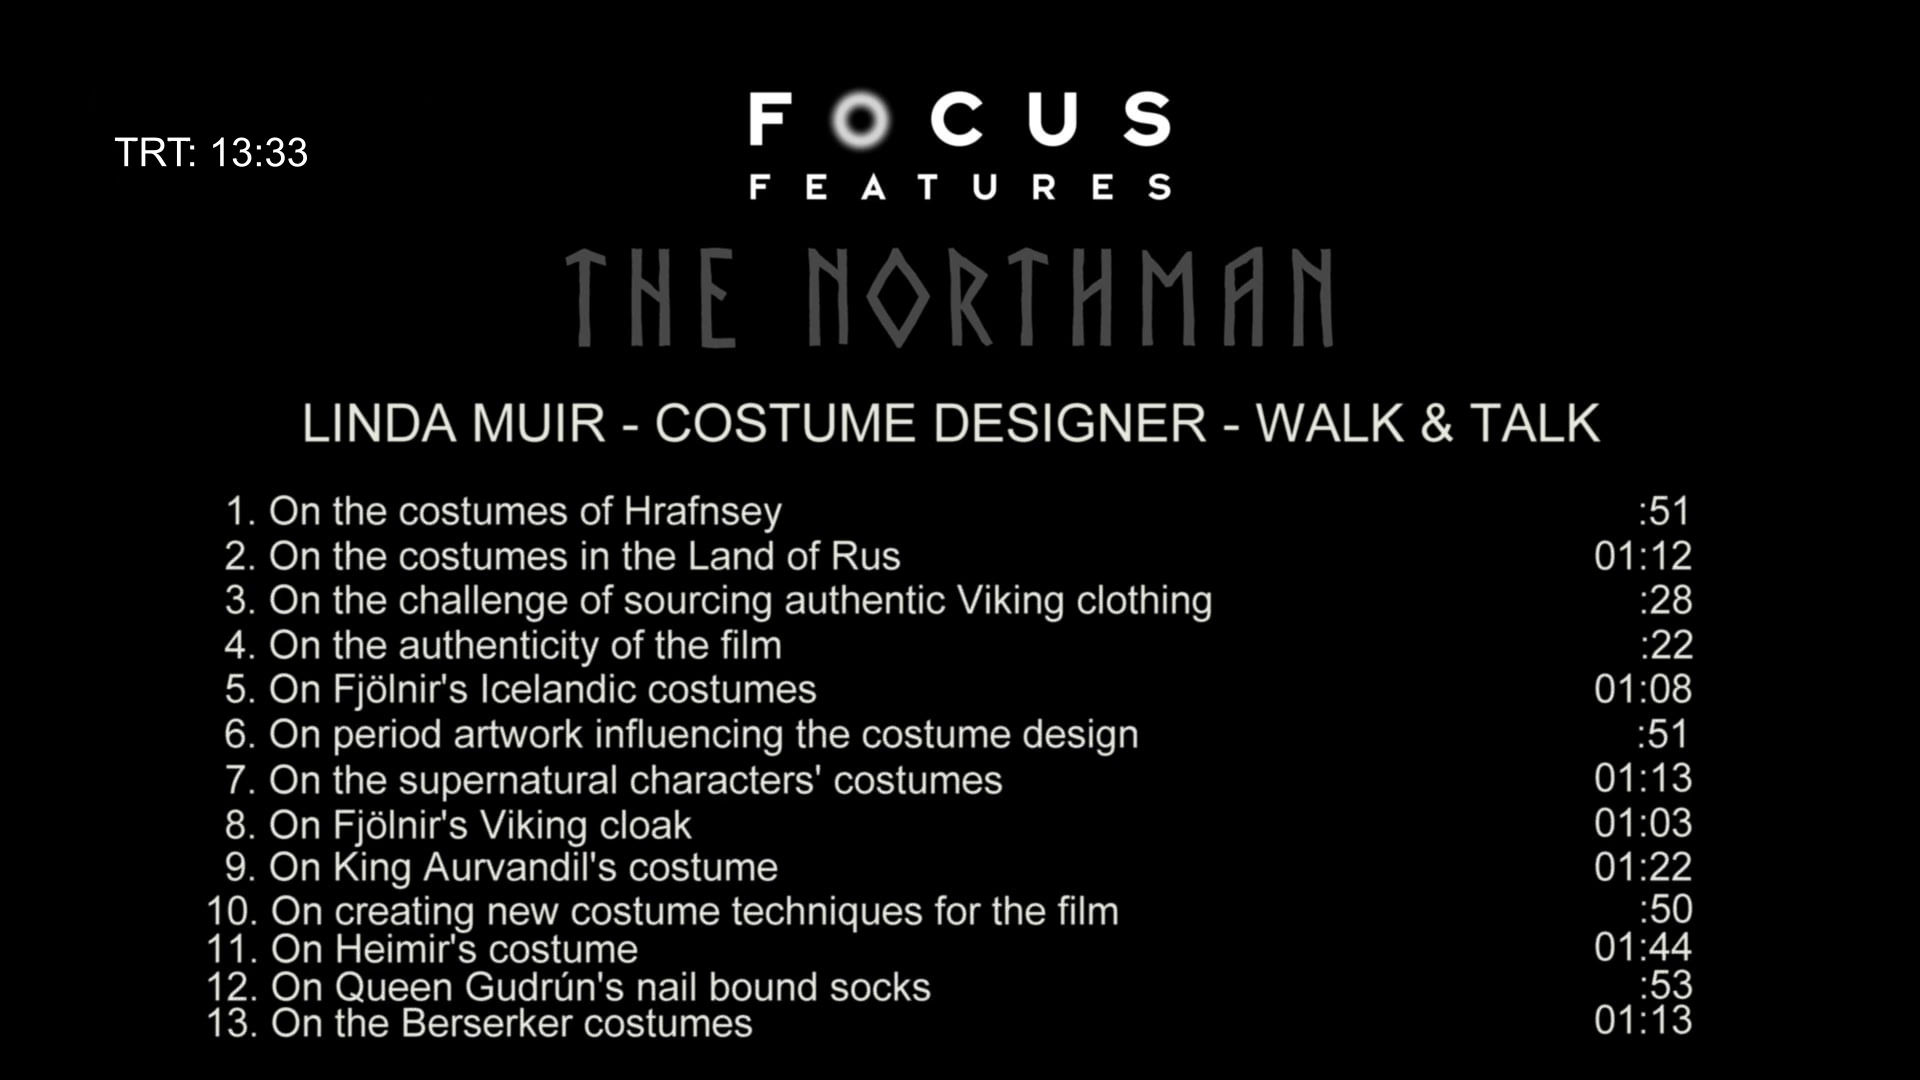 FOCUS
FEATURES
TRT: 13:33
THE NORTHMAN
LINDA MUIR - COSTUME DESIGNER - WALK & TALK
1. On the costumes of Hrafnsey :51
2. On the costumes in the Land of Rus 01:12
3. On the challenge of sourcing authentic Viking clothing :28
4. On the authenticity of the film :22
5. On Fjölnir's Icelandic costumes 01:08
6. On period artwork influencing the costume design :51
7. On the supernatural characters' costumes 01:13
8. On Fjölnir's Viking cloak 01:03
9. On King Aurvandil's costume 01:22
10. On creating new costume techniques for the film :50
11. On Heimir's costume 01:44
12. On Queen Gudrún's nail bound socks :53
13. On the Berserker costumes 01:13